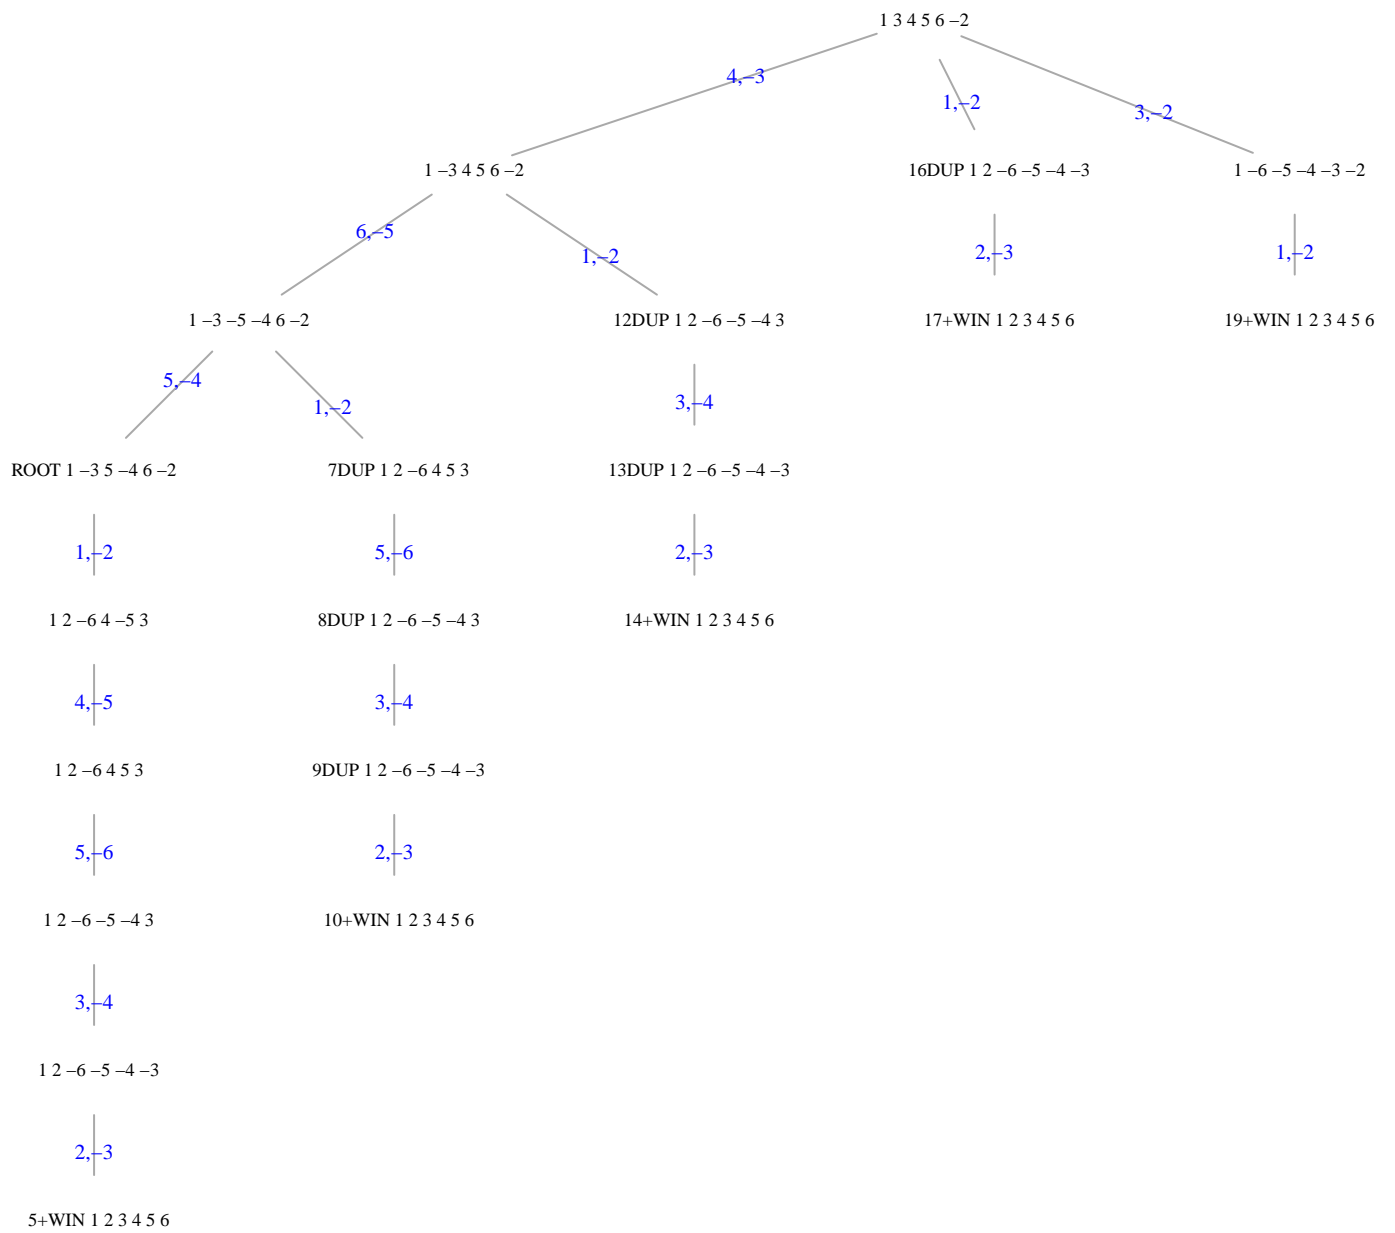 1 3 4 5 6 –2
4,–3
1,–2
3,–2
1 –3 4 5 6 –2
16DUP 1 2 –6 –5 –4 –3
1 –6 –5 –4 –3 –2
6,–5
1,–2
2,–3
1,–2
1 –3 –5 –4 6 –2
12DUP 1 2 –6 –5 –4 3
17+WIN 1 2 3 4 5 6
19+WIN 1 2 3 4 5 6
5,–4
1,–2
3,–4
ROOT 1 –3 5 –4 6 –2
7DUP 1 2 –6 4 5 3
13DUP 1 2 –6 –5 –4 –3
1,–2
5,–6
2,–3
1 2 –6 4 –5 3
8DUP 1 2 –6 –5 –4 3
14+WIN 1 2 3 4 5 6
4,–5
3,–4
1 2 –6 4 5 3
9DUP 1 2 –6 –5 –4 –3
5,–6
2,–3
1 2 –6 –5 –4 3
10+WIN 1 2 3 4 5 6
3,–4
1 2 –6 –5 –4 –3
2,–3
5+WIN 1 2 3 4 5 6